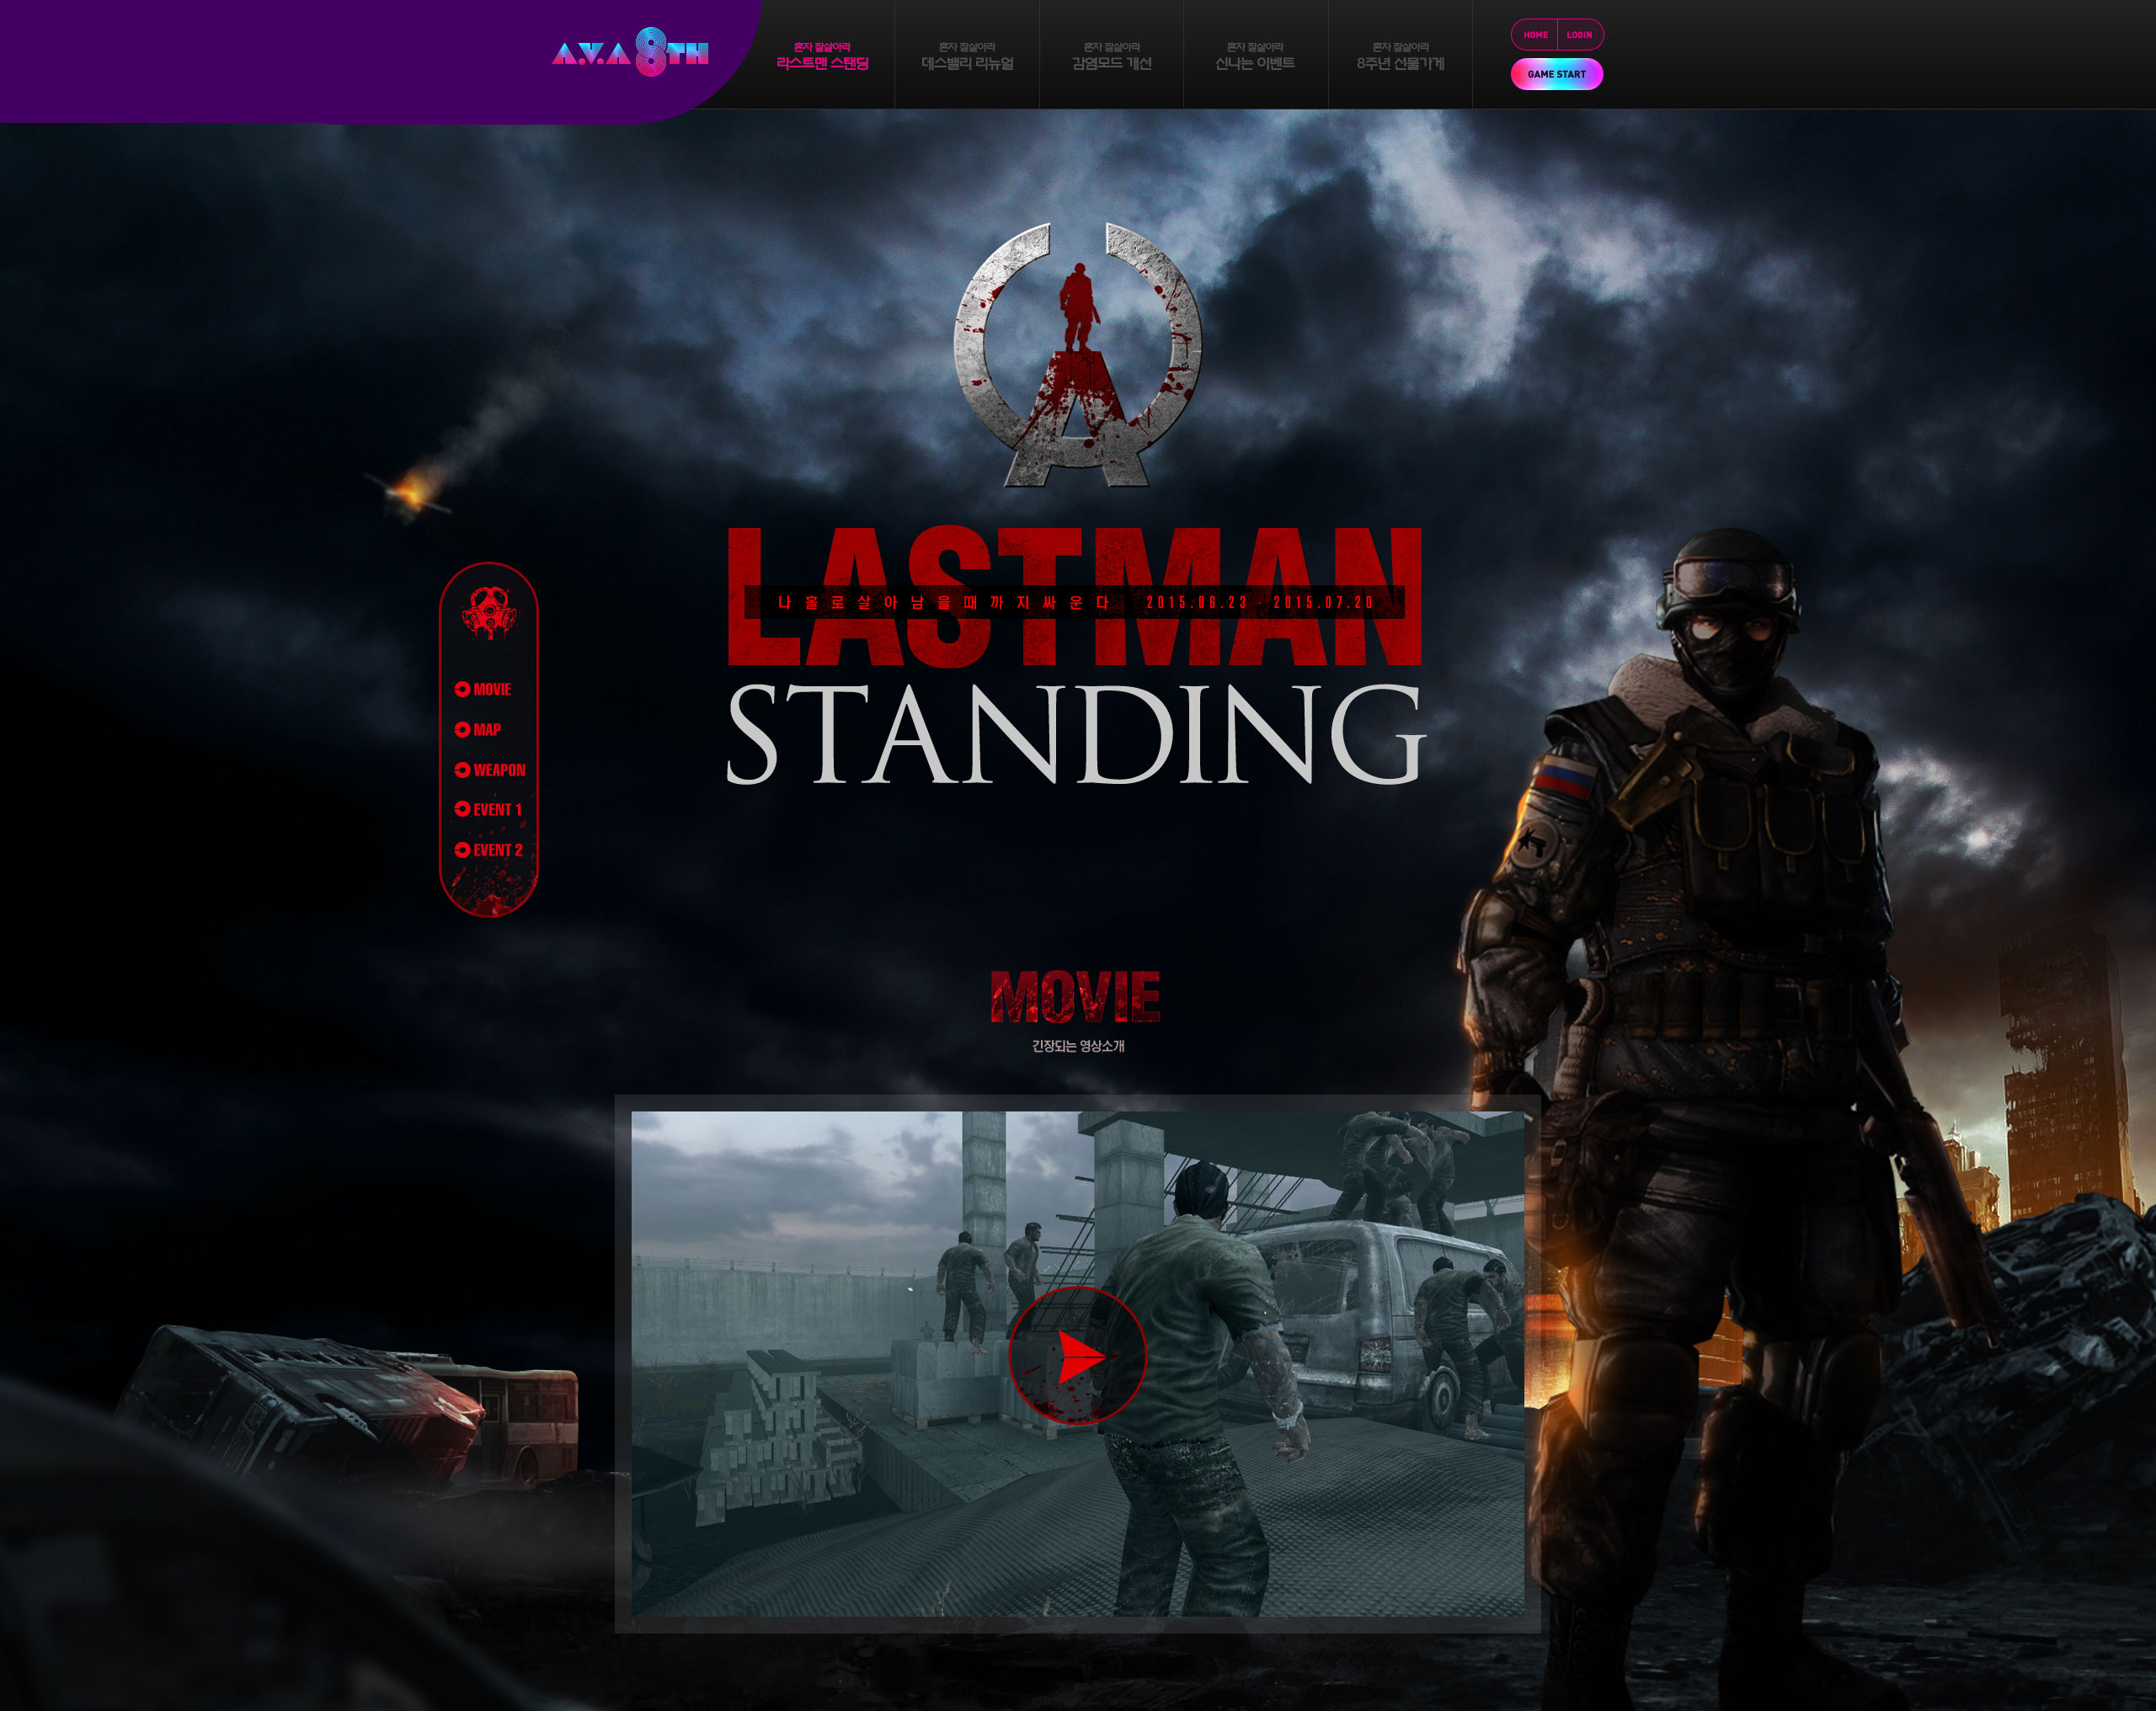 A.V.A 8TH
혼자 잘살아라
라스트맨 스탠딩
혼자 잘살아라
데스밸리 리뉴얼
혼자 잘살아라
감염모드 개선
혼자 잘살아라
신나는 이벤트
혼자 잘살아라
8주년 선물가게
HOME LOGIN
GAME START
LASTMAN
나홀로살아남을때까지싸운다 2015.06.23 - 2015.07.20
STANDING
MOVIE
MAP
WEAPON
EVENT 1
EVENT 2
MOVIE
긴장되는 영상소개